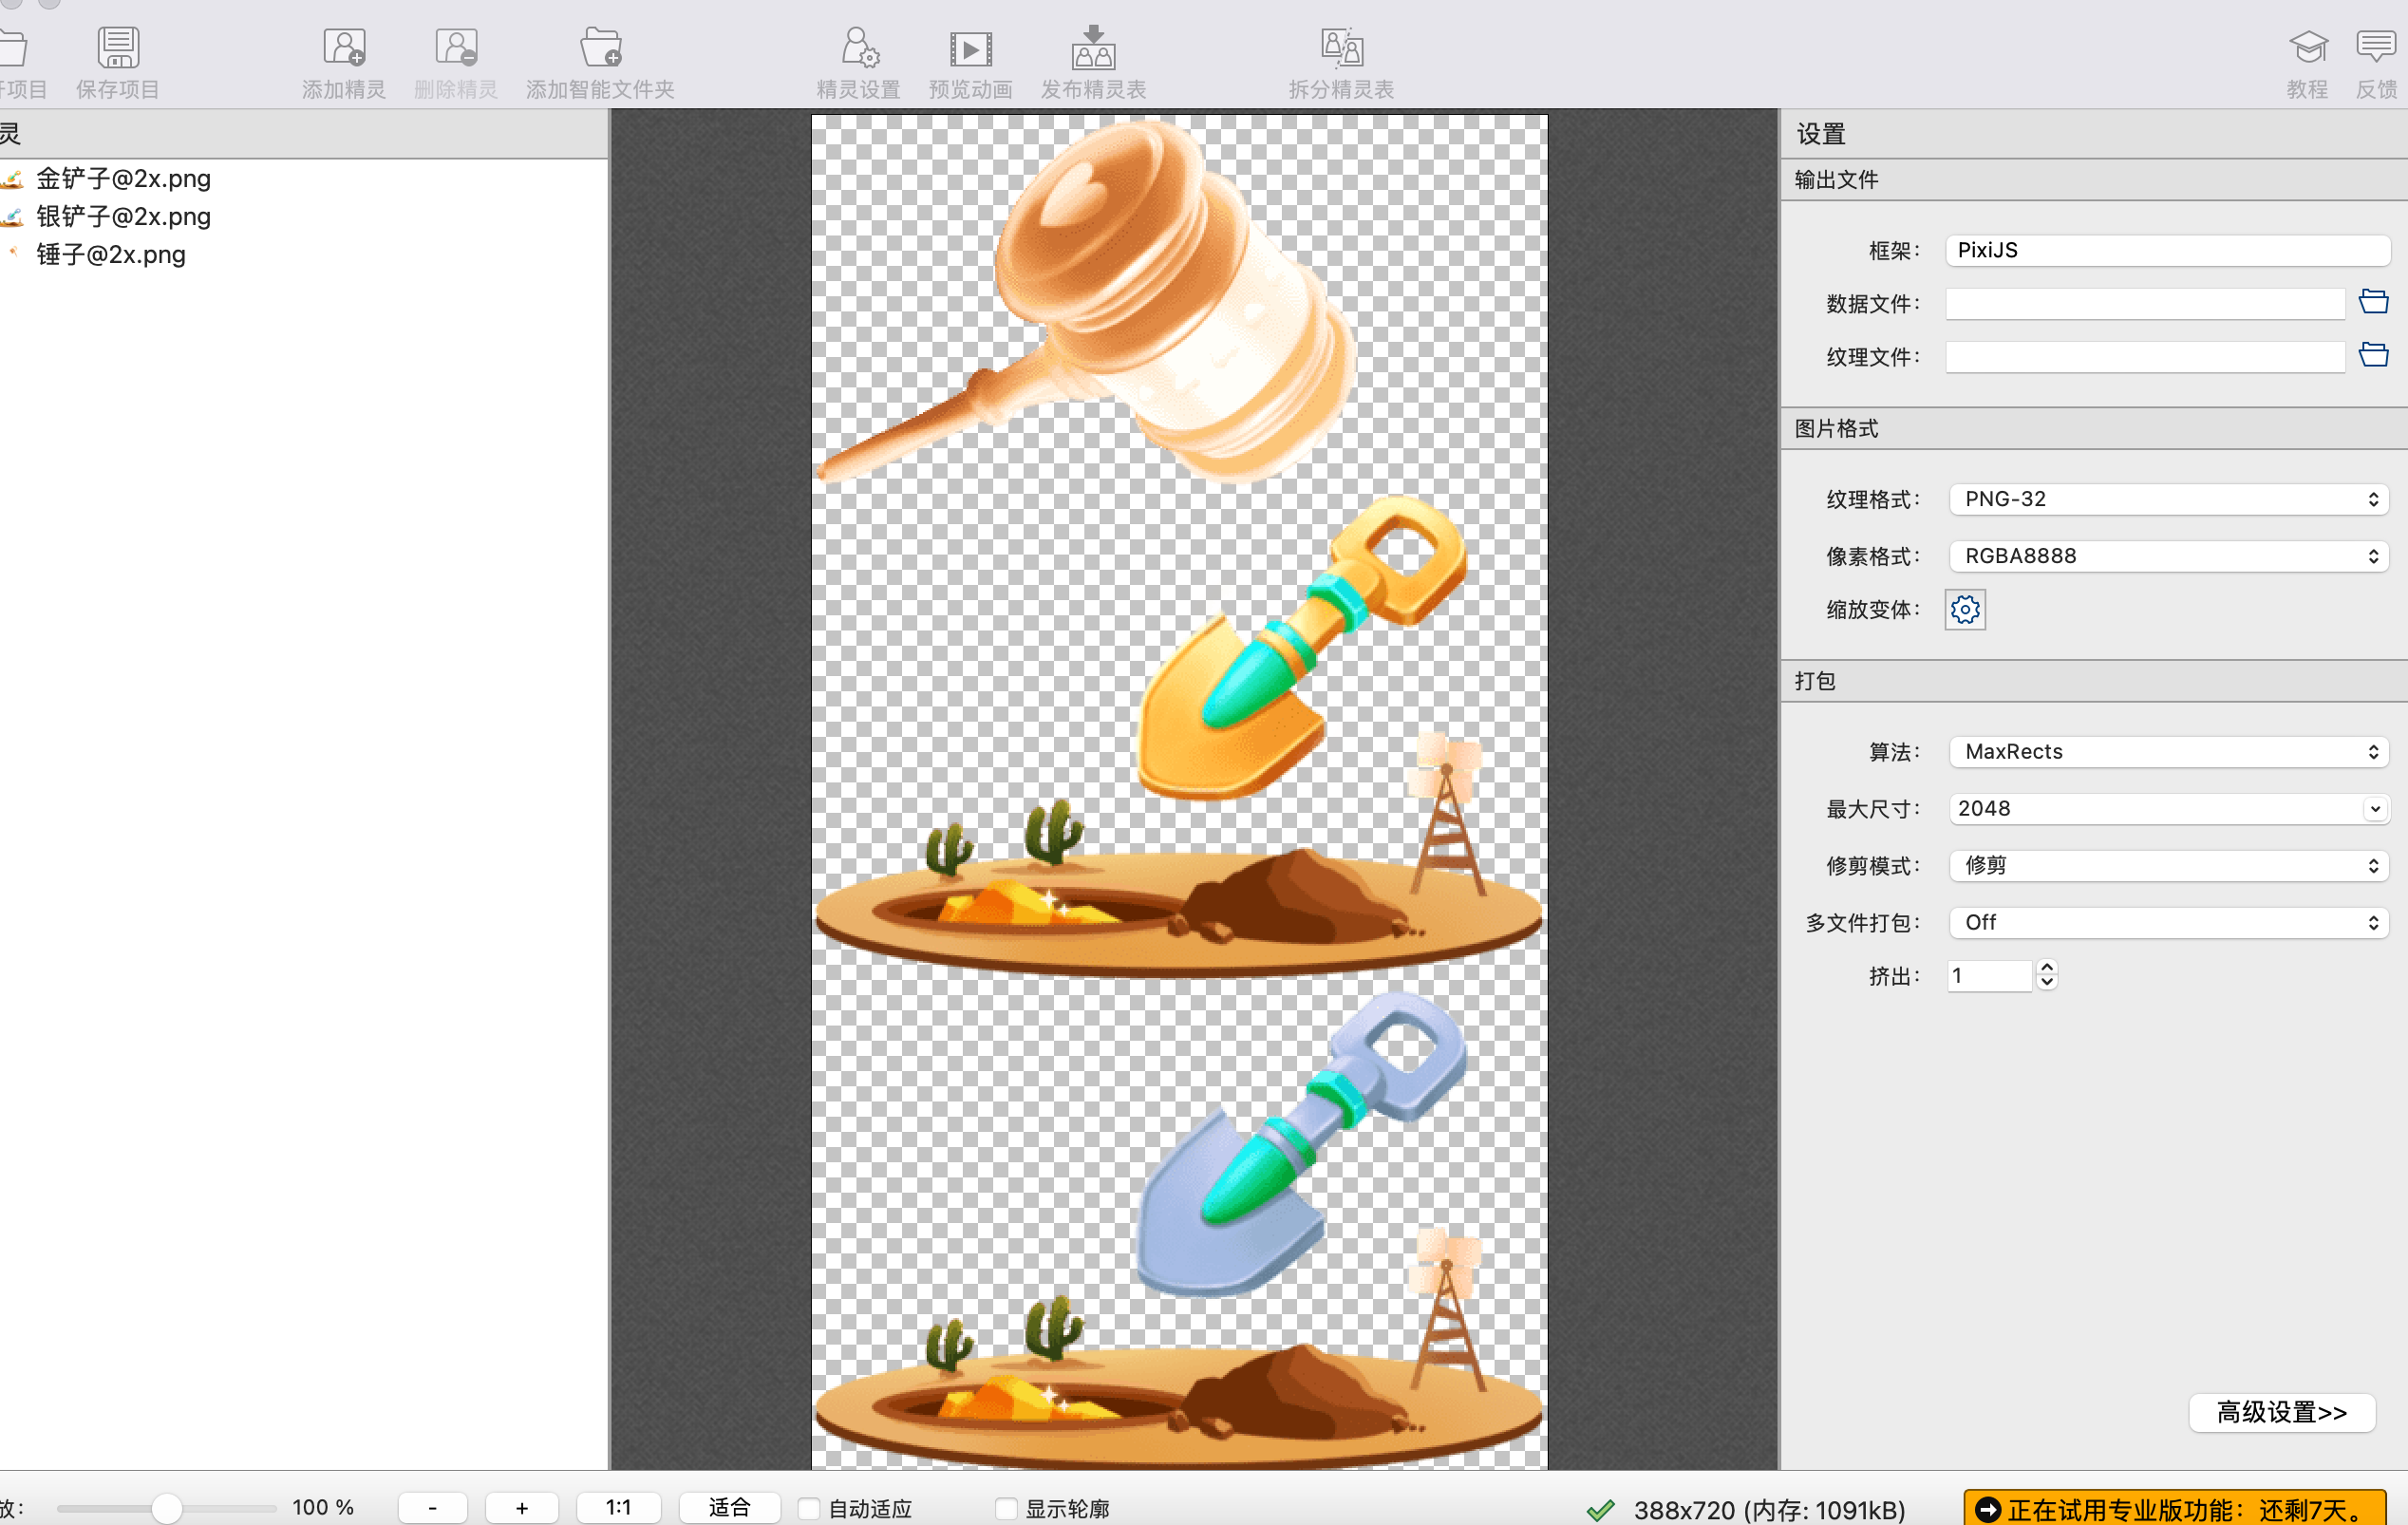 项目
保存项目
添加精灵
删除精灵
添加智能文件夹
精灵设置
预览动画
发布精灵表
拆分精灵表
教程
反馈
灵
金铲子@2x.png
银铲子@2x.png
锤子@2x.png
设置
输出文件
框架： PixiJS
数据文件：
纹理文件：
图片格式
纹理格式： PNG-32
像素格式： RGBA8888
缩放变体：
打包
算法： MaxRects
最大尺寸： 2048
修剪模式： 修剪
多文件打包： Off
挤出： 1
高级设置>>
放： 100 % - + 1:1 适合 自动适应 显示轮廓 388x720 (内存: 1091kB) 正在试用专业版功能：还剩7天。